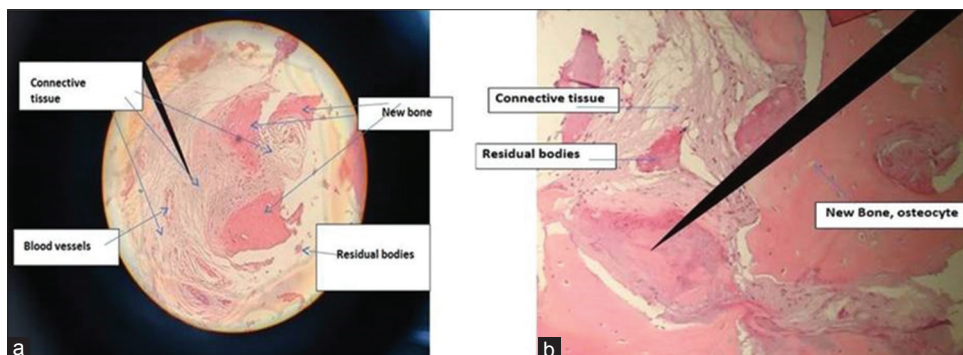 Connective
tissue
New bone
Blood vessels
Residual bodies
a
Connective tissue
Residual bodies
New Bone, osteocyte
b